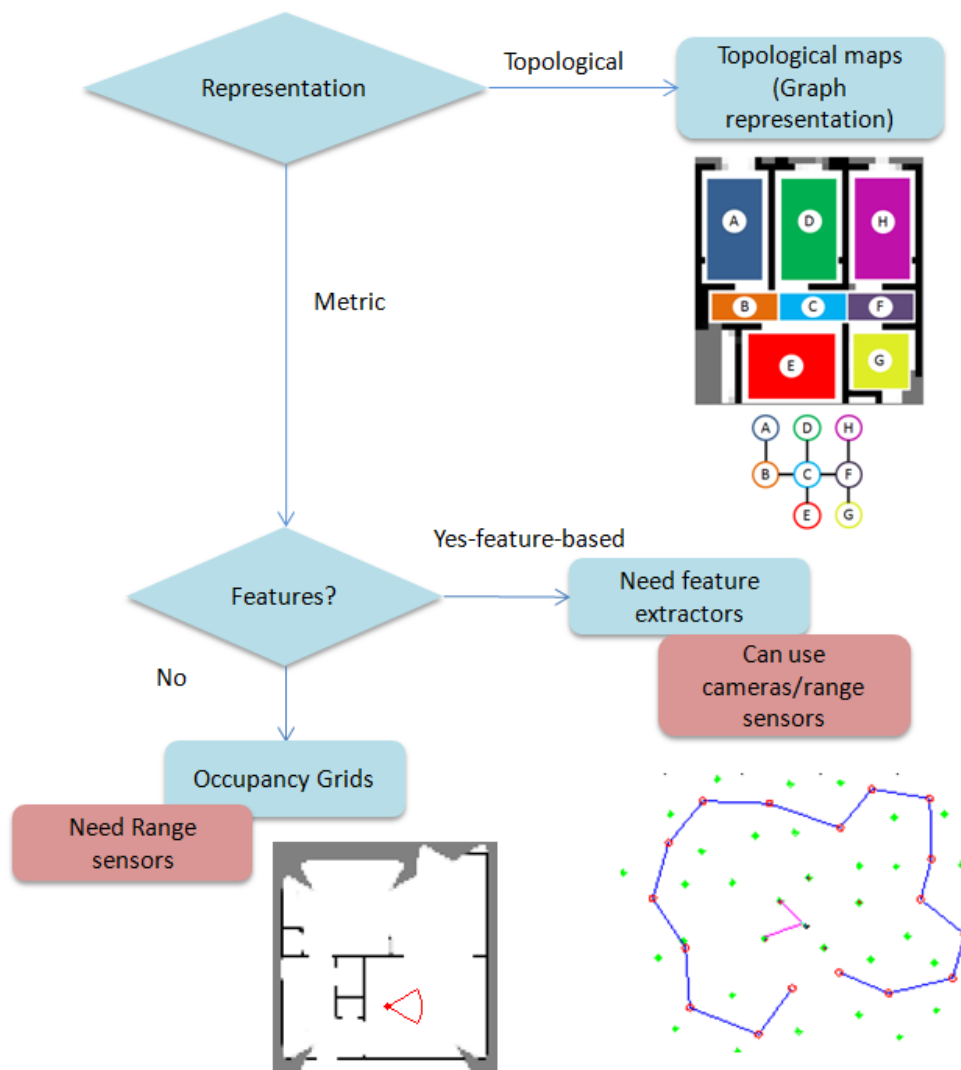 Representation
Topological
Topological maps
(Graph
representation)
A
D
H
B
C
F
E
G
Metric
A
D
H
B
C
F
E
G
Yes-feature-based
Features?
Need feature
extractors
No
Can use
cameras/range
sensors
Occupancy Grids
Need Range
sensors